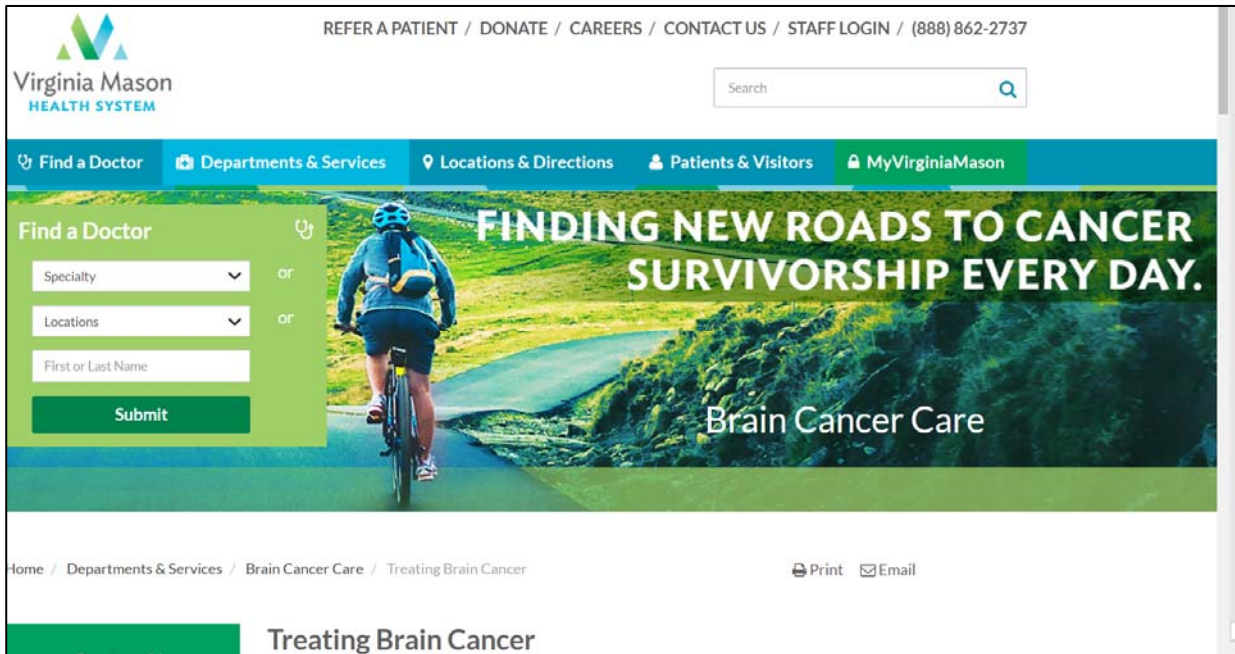 REFER A PATIENT / DONATE / CAREERS / CONTACT US / STAFF LOGIN / (888) 862-2737
Virginia Mason
HEALTH SYSTEM
Search
Find a Doctor Departments & Services Locations & Directions Patients & Visitors MyVirginiaMason
FINDING NEW ROADS TO CANCER
SURVIVORSHIP EVERY DAY.
Brain Cancer Care
Find a Doctor
Specialty or
Locations or
First or Last Name
Submit
Home / Departments & Services / Brain Cancer Care / Treating Brain Cancer
Print Email
Treating Brain Cancer